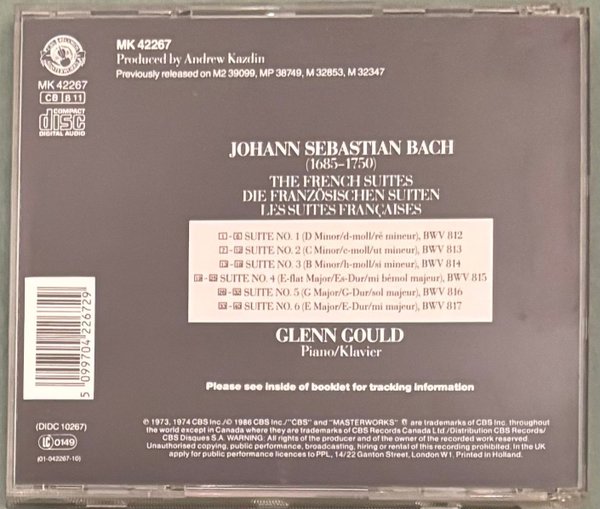 MK 42267
Produced by Andrew Kazdin
Previously released on M2 39099, MP 38749, M 32853, M 32347
MK 42267
CB 811
COMPACT
disc
DIGITAL AUDIO
JOHANN SEBASTIAN BACH
(1685–1750)
THE FRENCH SUITES
DIE FRANZÖSISCHEN SUITEN
LES SUITES FRANÇAISES
SUITE NO. 1 (D Minor/d-moll/ré mineur), BWV 812
SUITE NO. 2 (C Minor/c-moll/ut mineur), BWV 813
SUITE NO. 3 (B Minor/h-moll/si mineur), BWV 814
SUITE NO. 4 (E-flat Major/Es-Dur/mi bémol majeur), BWV 815
SUITE NO. 5 (G Major/G-Dur/sol majeur), BWV 816
SUITE NO. 6 (E Major/E-Dur/mi majeur), BWV 817
GLENN GOULD
Piano/Klavier
Please see inside of booklet for tracking information
5 099704 226729
(DIDC 10267)
LC 0149
(01-042267-10)
© 1973, 1974 CBS Inc./℗ 1986 CBS Inc./"CBS" and "MASTERWORKS" are trademarks of CBS Inc. throughout
the world except in Canada where they are trademarks of CBS Records Canada Ltd./Distribution CBS Records/
CBS Disques S.A. WARNING: All rights of the producer and of the owner of the recorded work reserved.
Unauthorised copying, public performance, broadcasting, hiring or rental of this recording prohibited. In the UK
apply for public performance licences to PPL, 14/22 Ganton Street, London W1. Printed in Holland.